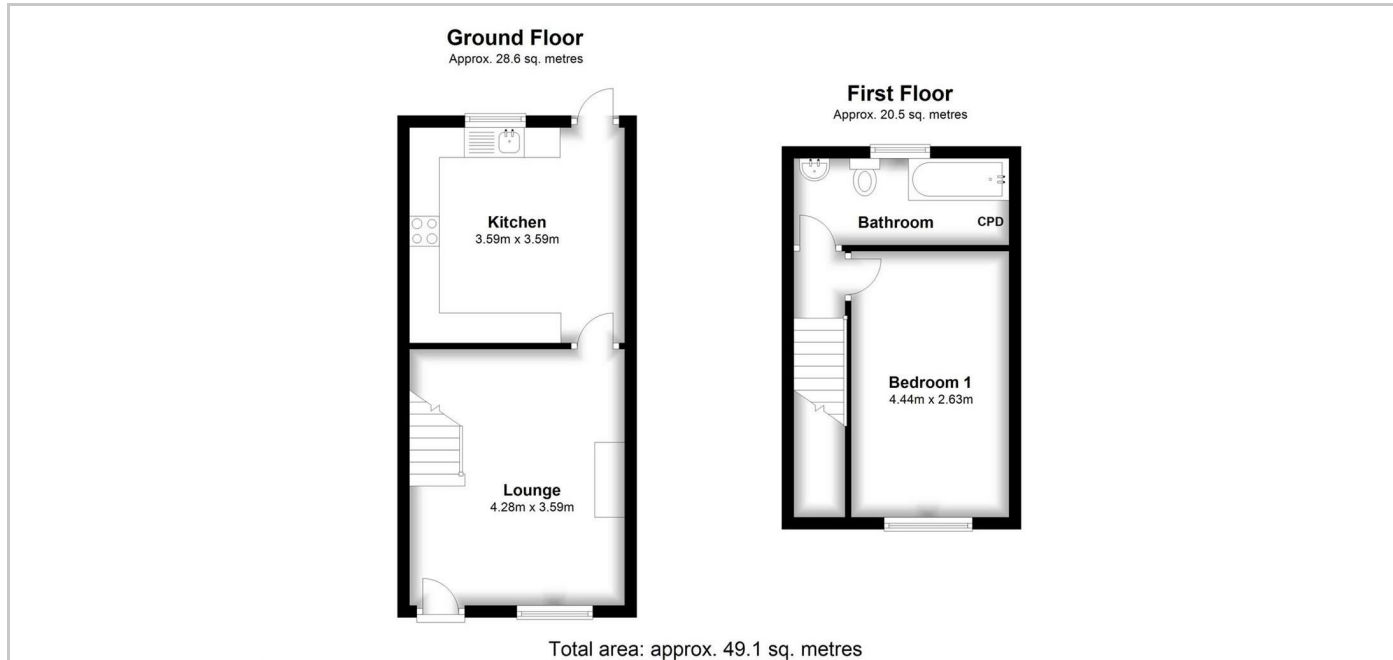 Ground Floor
Approx. 28.6 sq. metres
Kitchen
3.59m x 3.59m
Lounge
4.28m x 3.59m
First Floor
Approx. 20.5 sq. metres
Bathroom
CPD
Bedroom 1
4.44m x 2.63m
Total area: approx. 49.1 sq. metres